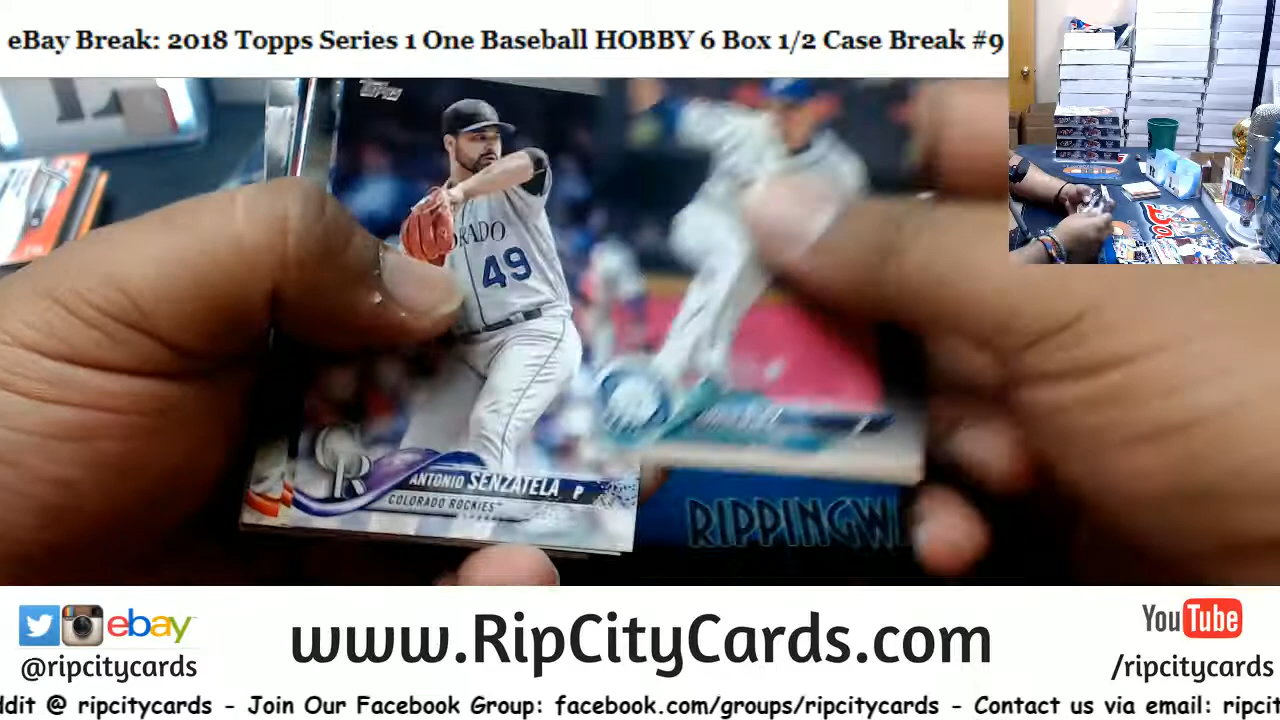 eBay Break: 2018 Topps Series 1 One Baseball HOBBY 6 Box 1/2 Case Break #9
Topps
COLORADO
49
ANTONIO SENZATELA P
COLORADO ROCKIES
RIPPINGW
ebay
@ripcitycards
www.RipCityCards.com
YouTube
/ripcitycards
ddit @ ripcitycards - Join Our Facebook Group: facebook.com/groups/ripcitycards - Contact us via email: ripcit